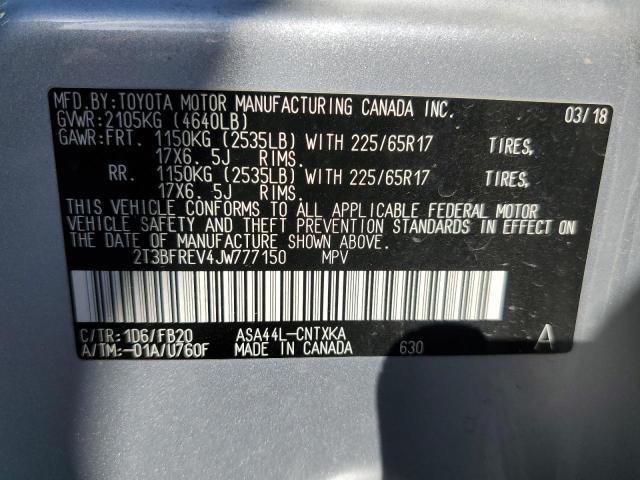 MFD.BY:TOYOTA MOTOR MANUFACTURING CANADA INC. 03/18
GVWR:2105KG (4640LB)
GAWR:FRT. 1150KG (2535LB) WITH 225/65R17 TIRES,
17X6. 5J RIMS.
RR. 1150KG (2535LB) WITH 225/65R17 TIRES,
17X6. 5J RIMS.
THIS VEHICLE CONFORMS TO ALL APPLICABLE FEDERAL MOTOR
VEHICLE SAFETY AND THEFT PREVENTION STANDARDS IN EFFECT ON
THE DATE OF MANUFACTURE SHOWN ABOVE.
2T3BFREV4JW777150 MPV
C/TR:1D6/FB20 ASA44L-CNTXKA A
A/TM:-01A/U760F MADE IN CANADA 630